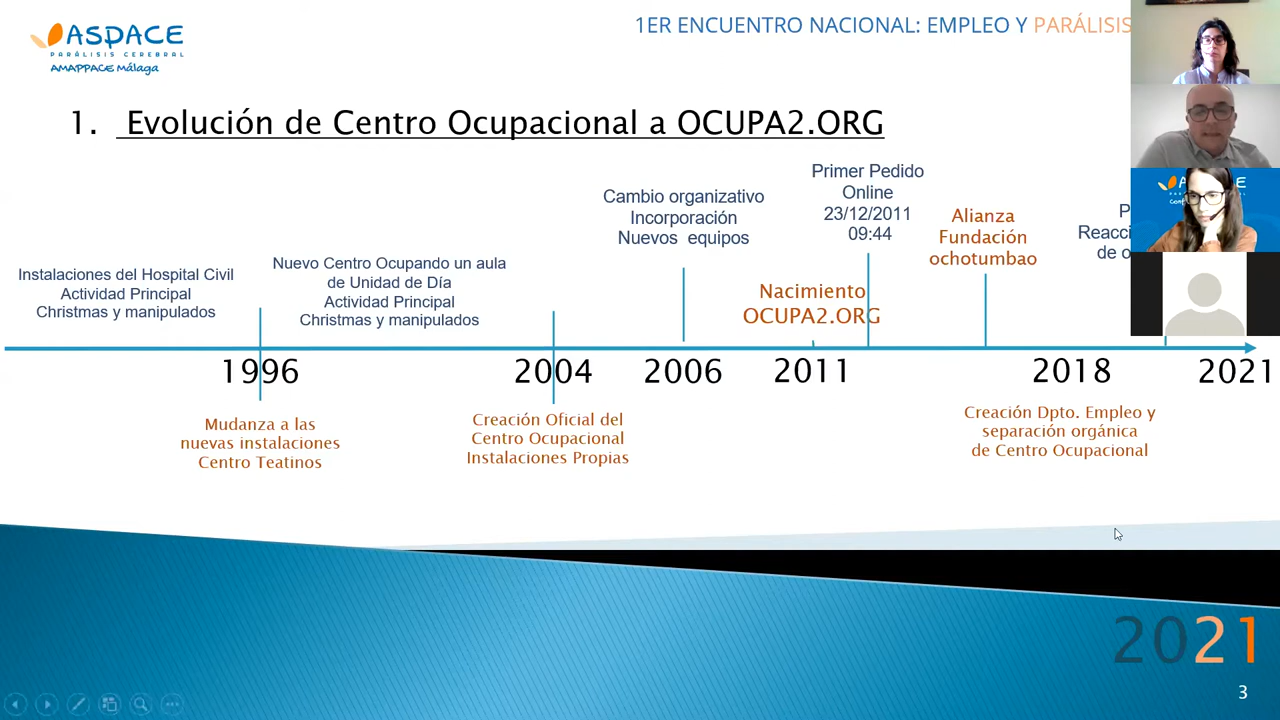 ASPACE
PARÁLISIS CEREBRAL
AMAPPACE Málaga
1ER ENCUENTRO NACIONAL: EMPLEO Y PARÁLISIS
1. Evolución de Centro Ocupacional a OCUPA2.ORG
Instalaciones del Hospital Civil
Actividad Principal
Christmas y manipulados
Nuevo Centro Ocupando un aula
de Unidad de Día
Actividad Principal
Christmas y manipulados
Cambio organizativo
Incorporación
Nuevos equipos
Nacimiento
OCUPA2.ORG
Primer Pedido
Online
23/12/2011
09:44
Alianza
Fundación
ochotumbao
1996
2004
2006
2011
2018
2021
Mudanza a las
nuevas instalaciones
Centro Teatinos
Creación Oficial del
Centro Ocupacional
Instalaciones Propias
Creación Dpto. Empleo y
separación orgánica
de Centro Ocupacional
2021
3